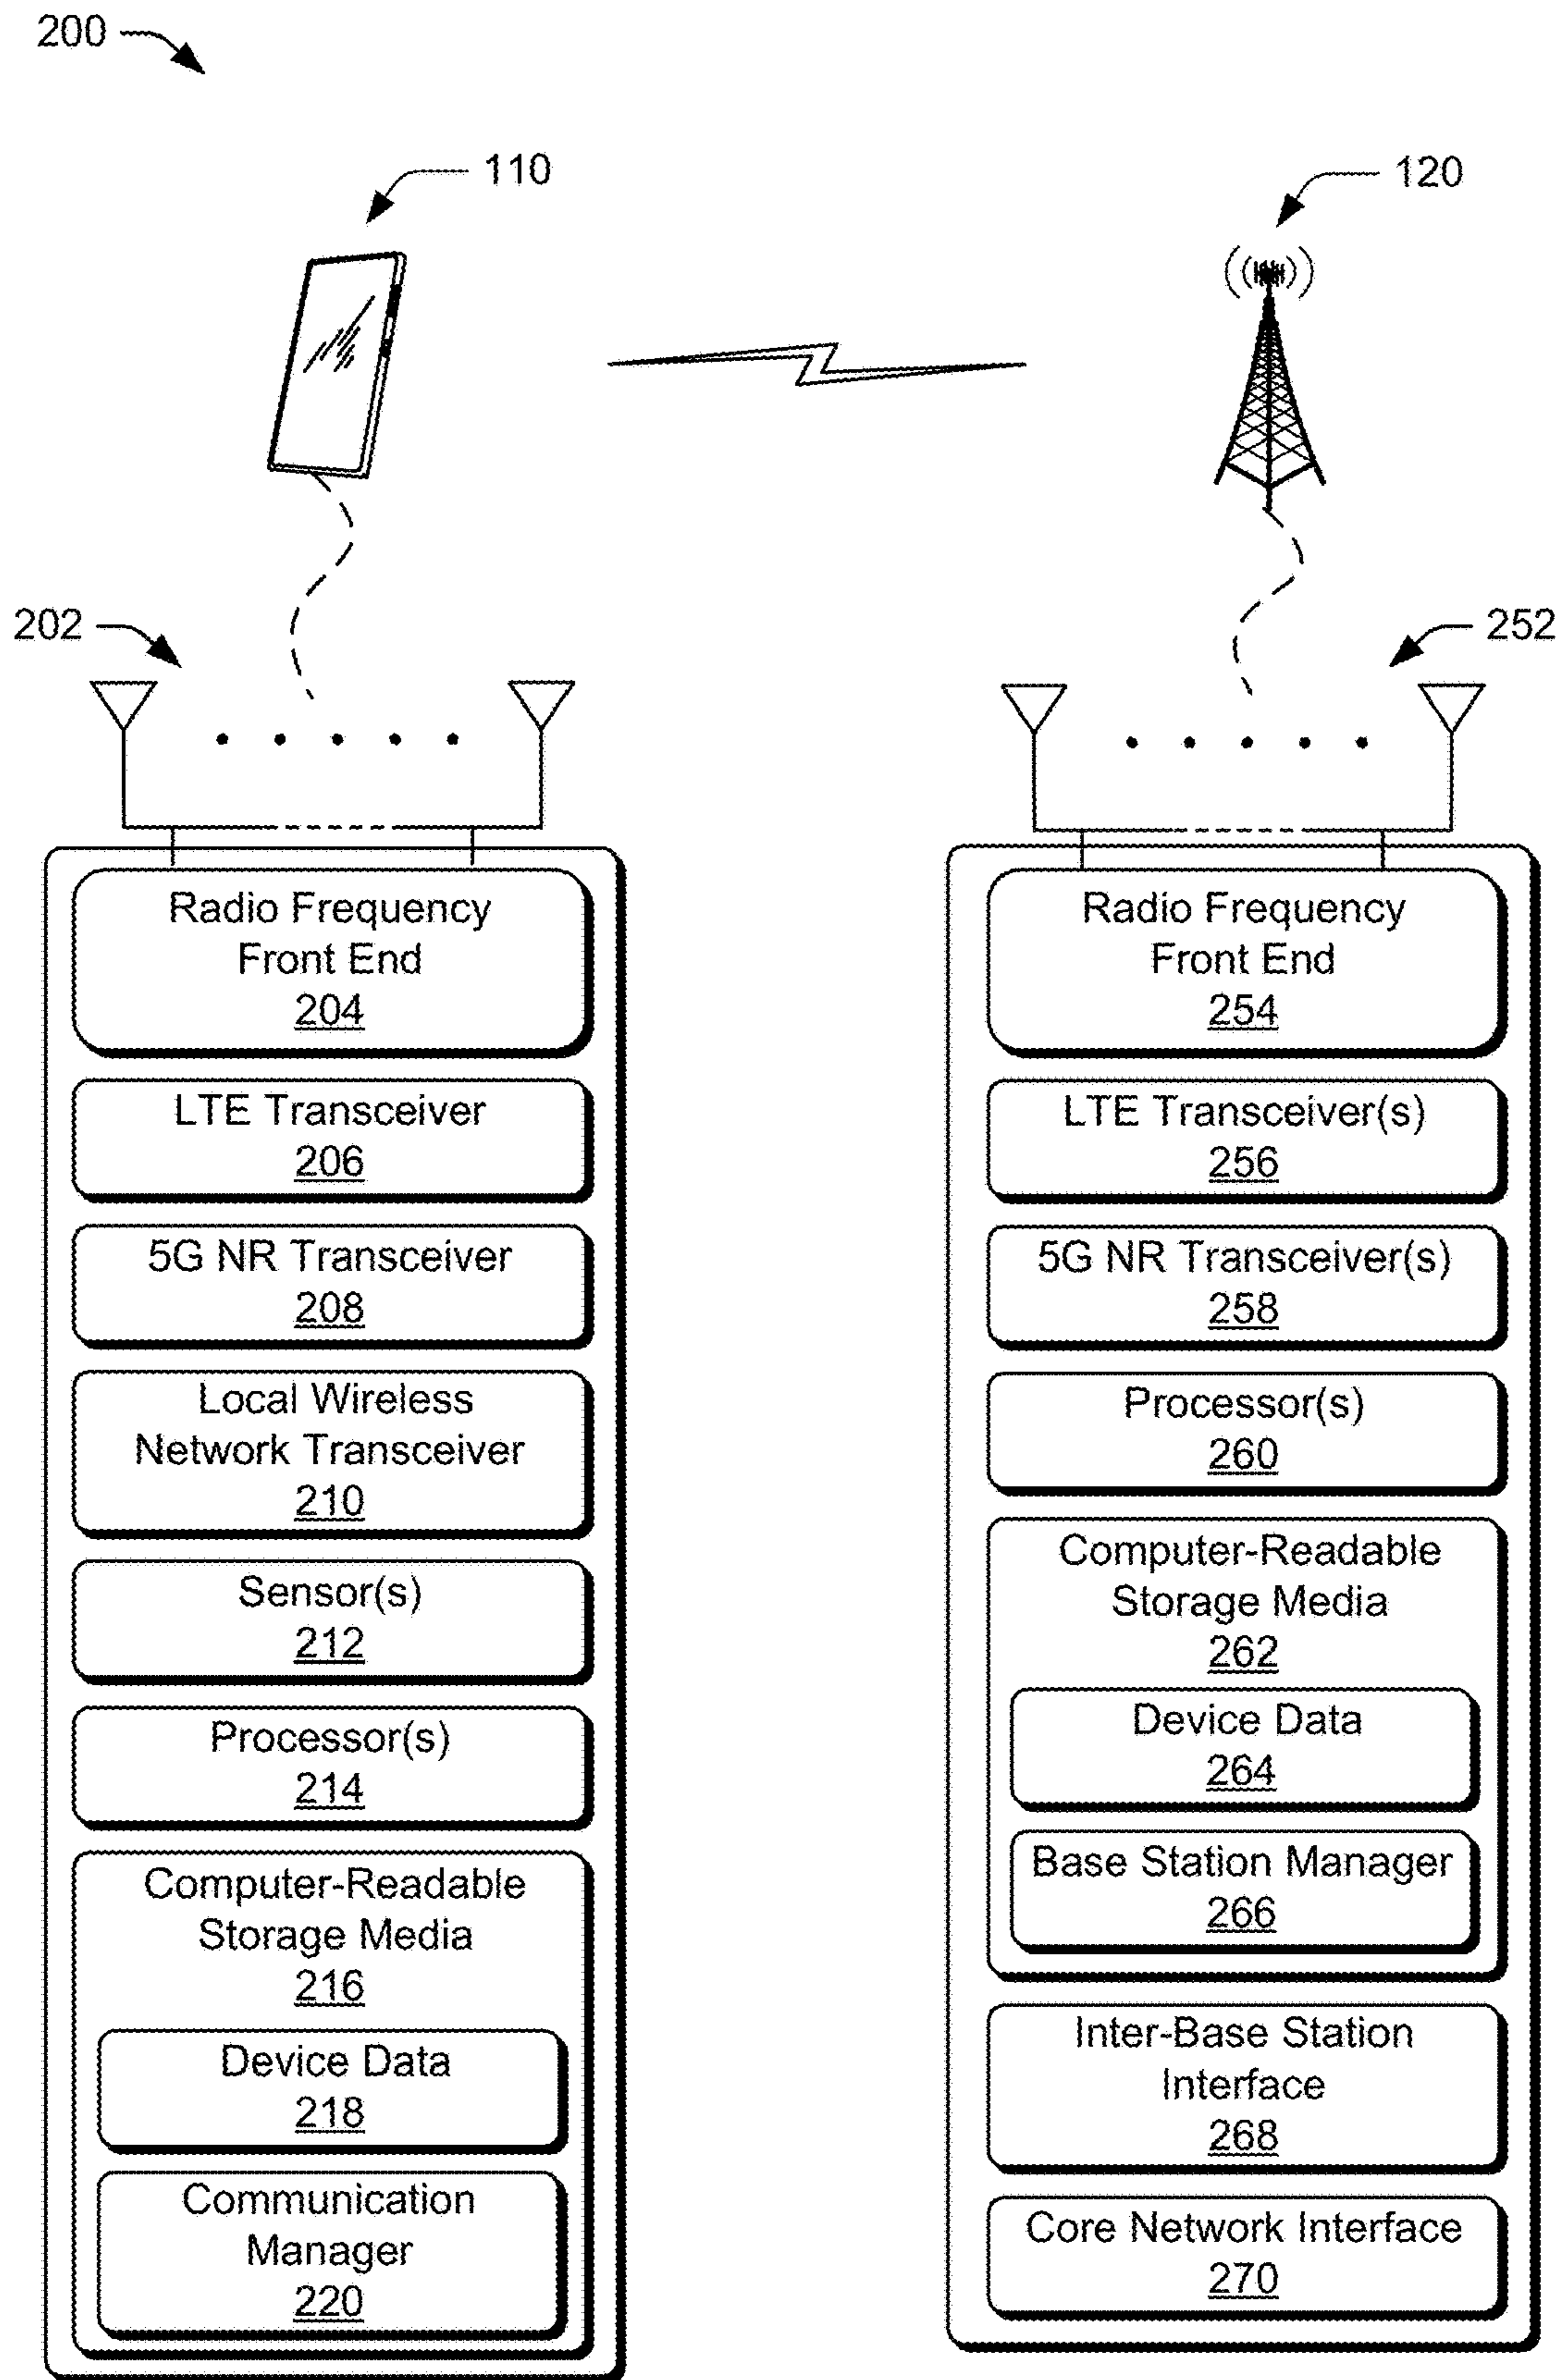 200
110
120
202
252
Radio Frequency
Front End
204
LTE Transceiver
206
5G NR Transceiver
208
Local Wireless
Network Transceiver
210
Sensor(s)
212
Processor(s)
214
Computer-Readable
Storage Media
216
Device Data
218
Communication
Manager
220
Radio Frequency
Front End
254
LTE Transceiver(s)
256
5G NR Transceiver(s)
258
Processor(s)
260
Computer-Readable
Storage Media
262
Device Data
264
Base Station Manager
266
Inter-Base Station
Interface
268
Core Network Interface
270